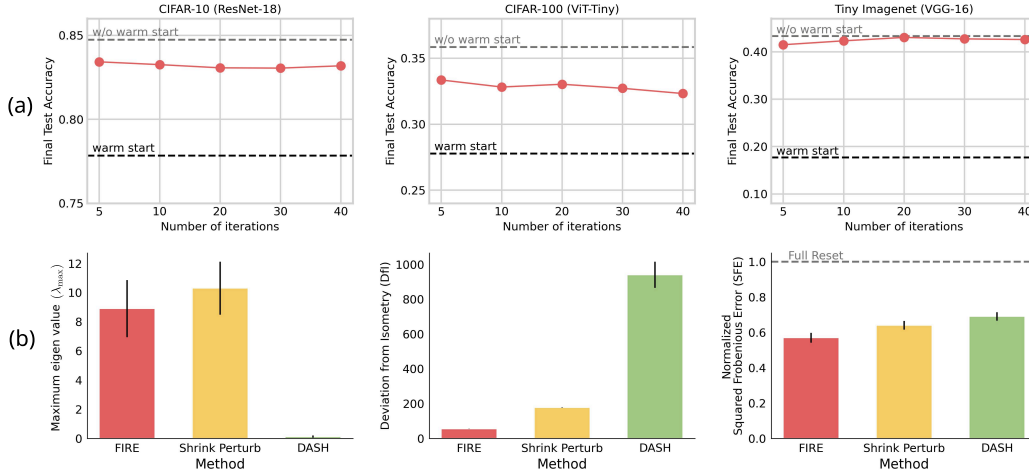 CIFAR-10 (ResNet-18)
CIFAR-100 (ViT-Tiny)
Tiny Imagenet (VGG-16)
(a)
Final Test Accuracy
0.85
0.80
0.75
w/o warm start
warm start
5 10 20 30 40
Number of iterations
Final Test Accuracy
0.35
0.30
0.25
w/o warm start
warm start
5 10 20 30 40
Number of iterations
Final Test Accuracy
0.40
0.30
0.20
0.10
w/o warm start
warm start
5 10 20 30 40
Number of iterations
(b)
Maximum eigen value (λmax)
12
10
8
6
4
2
0
FIRE Shrink Perturb DASH
Method
Deviation from Isometry (DfI)
1000
800
600
400
200
0
FIRE Shrink Perturb DASH
Method
Normalized
Squared Frobenious Error (SFE)
1.0
0.8
0.6
0.4
0.2
0.0
Full Reset
FIRE Shrink Perturb DASH
Method